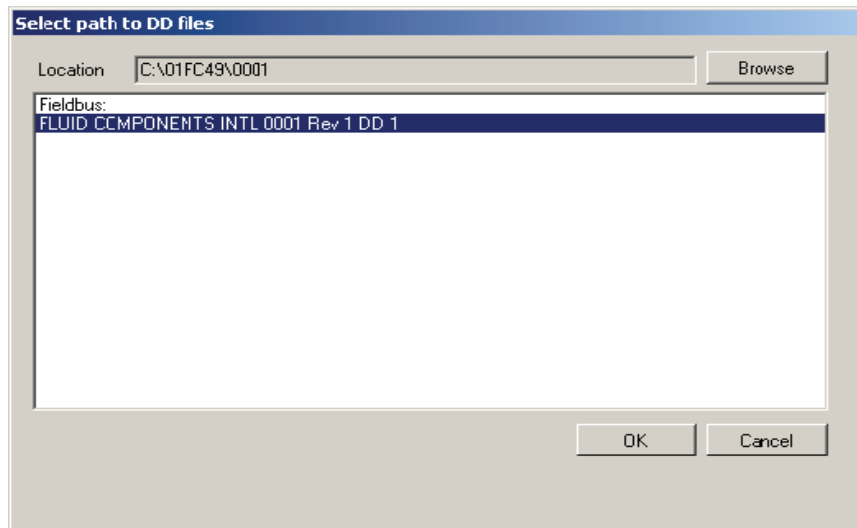 Select path to DD files
Location C:\01FC49\0001 Browse
Fieldbus:
FLUID COMPONENTS INTL 0001 Rev 1 DD 1
OK Cancel